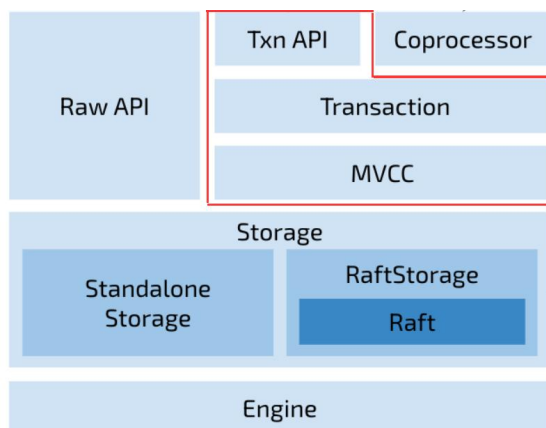 Txn API
Coprocessor
Raw API
Transaction
MVCC
Storage
Standalone
Storage
RaftStorage
Raft
Engine